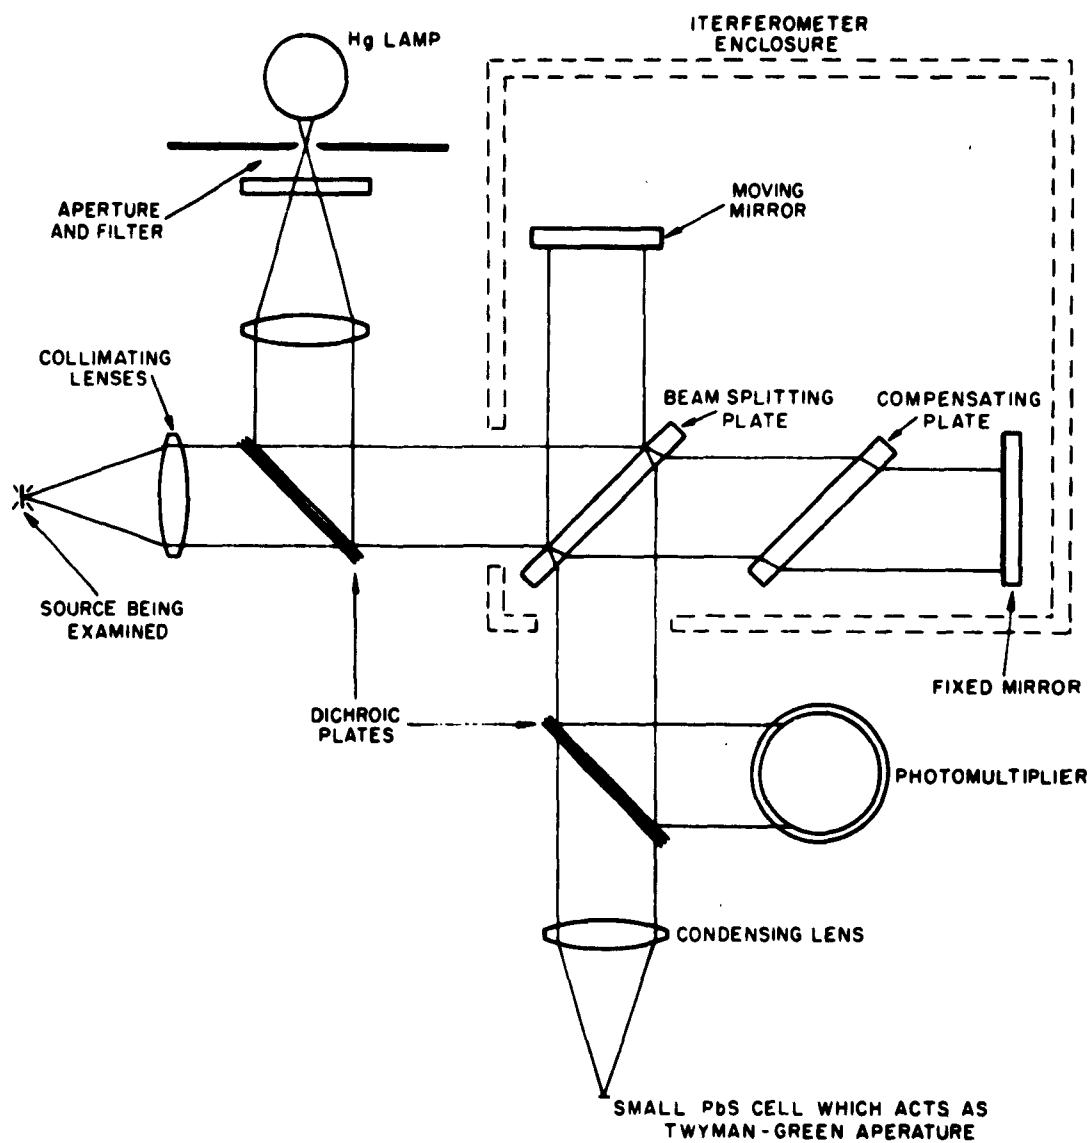 Hg LAMP
ITERFEROMETER
ENCLOSURE
APERTURE
AND FILTER
MOVING
MIRROR
COLLIMATING
LENSES
BEAM SPLITTING
PLATE
COMPENSATING
PLATE
SOURCE BEING
EXAMINED
FIXED MIRROR
DICHROIC
PLATES
PHOTOMULTIPLIER
CONDENSING LENS
SMALL PbS CELL WHICH ACTS AS
TWYMAN-GREEN APERATURE